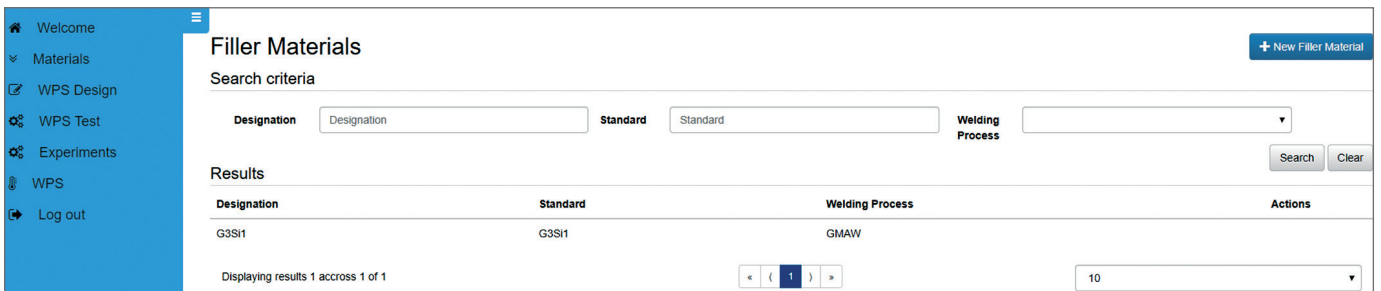 Welcome
Materials
WPS Design
WPS Test
Experiments
WPS
Log out
Filler Materials
+ New Filler Material
Search criteria
Designation Designation Standard Standard Welding Process
Search Clear
Results
Designation Standard Welding Process Actions
G3Si1 G3Si1 GMAW
Displaying results 1 accross 1 of 1 « ⟨ 1 ⟩ » 10